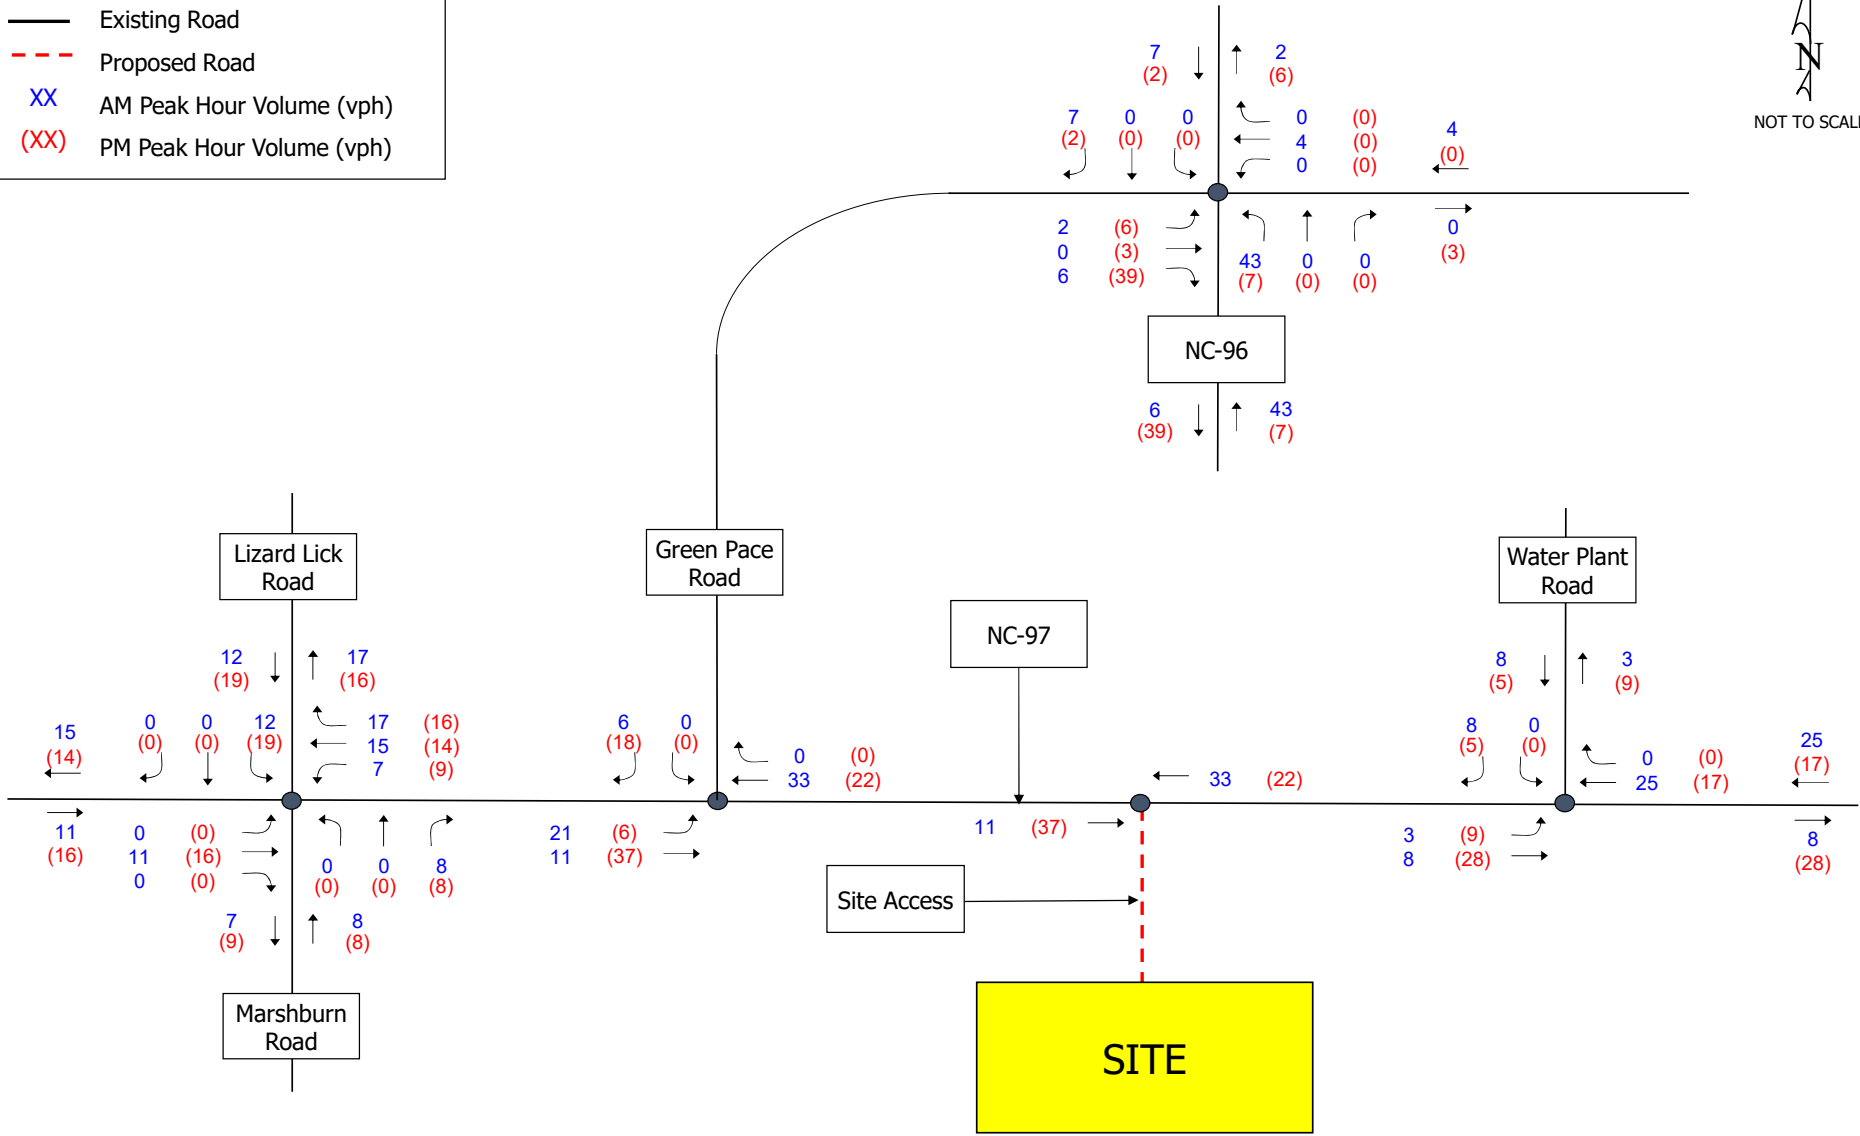 Existing Road
Proposed Road
XX AM Peak Hour Volume (vph)
(XX) PM Peak Hour Volume (vph)
N
NOT TO SCALE
7 2
(2) (6)
7 0 0
(2) (0) (0)
0 (0)
4 (0)
0 (0)
4
(0)
2 (6)
0 (3)
6 (39)
43 0 0
(7) (0) (0)
0
(3)
NC-96
6 43
(39) (7)
Lizard Lick
Road
Green Pace
Road
NC-97
Water Plant
Road
12 17
(19) (16)
15
(14)
0 0 12
(0) (0) (19)
17 (16)
15 (14)
7 (9)
11
(16)
0 (0)
11 (16)
0 (0)
0 0 8
(0) (0) (8)
7 8
(9) (8)
Marshburn
Road
6 0
(18) (0)
0 (0)
33 (22)
21 (6)
11 (37)
33 (22)
11 (37)
Site Access
SITE
8 3
(5) (9)
8 0
(5) (0)
0 (0)
25 (17)
25
(17)
3 (9)
8 (28)
8
(28)